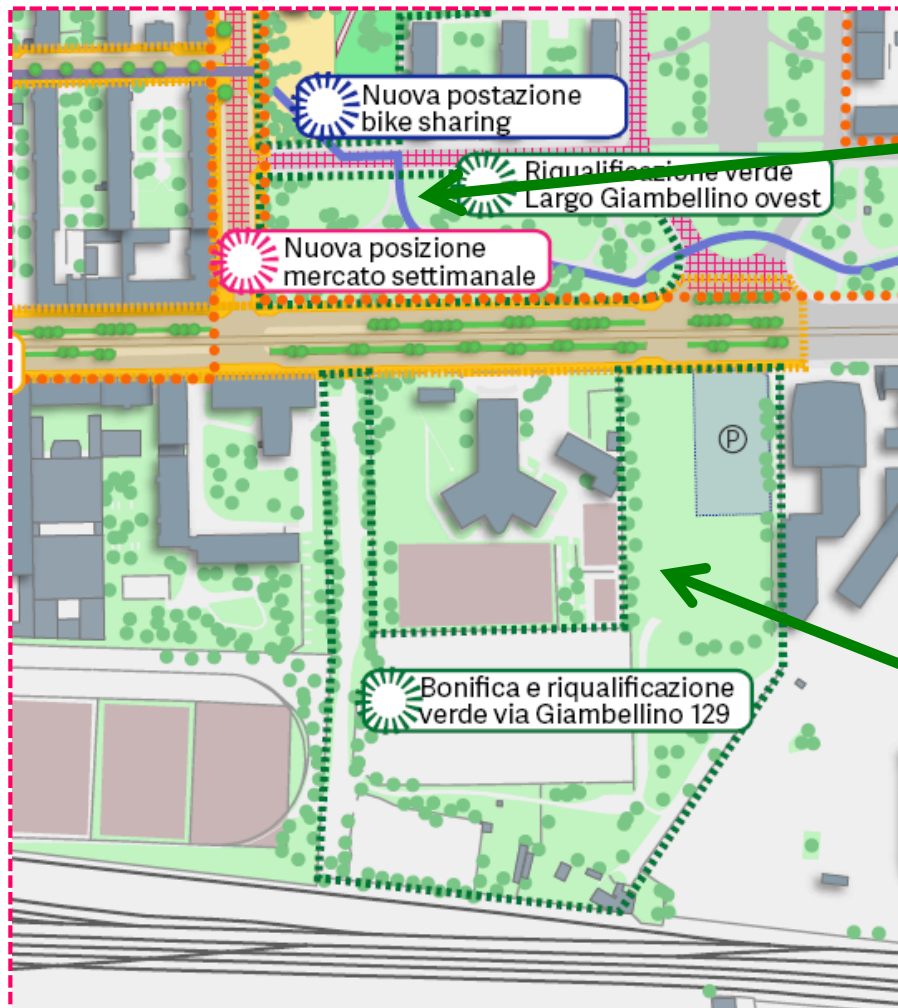 Nuova postazione
bike sharing
Riqualificazione verde
Largo Giambellino ovest
Nuova posizione
mercato settimanale
P
Bonifica e riqualificazione
verde via Giambellino 129